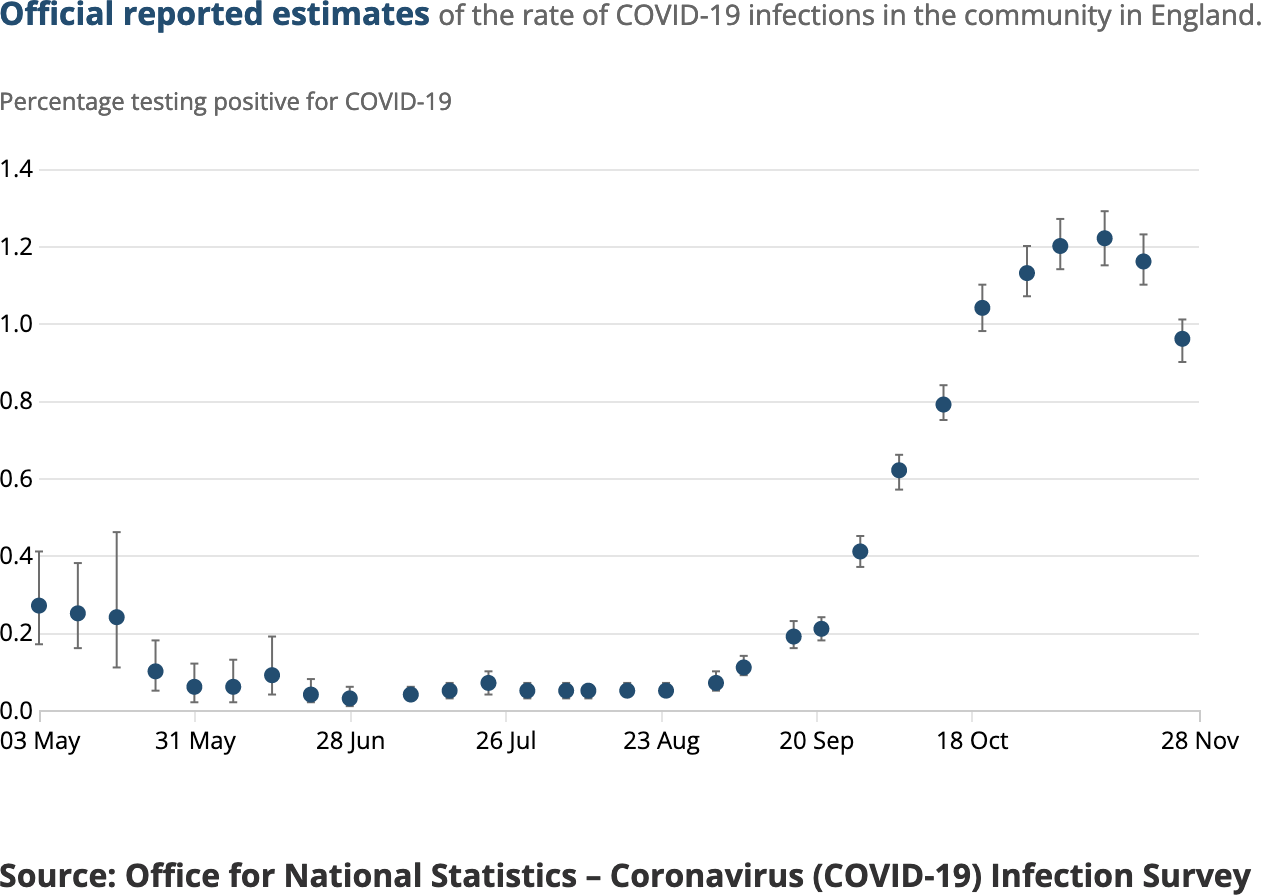 Official reported estimates of the rate of COVID-19 infections in the community in England.
Percentage testing positive for COVID-19
1.4
1.2
1.0
0.8
0.6
0.4
0.2
0.0
03 May 31 May 28 Jun 26 Jul 23 Aug 20 Sep 18 Oct 28 Nov
Source: Office for National Statistics – Coronavirus (COVID-19) Infection Survey